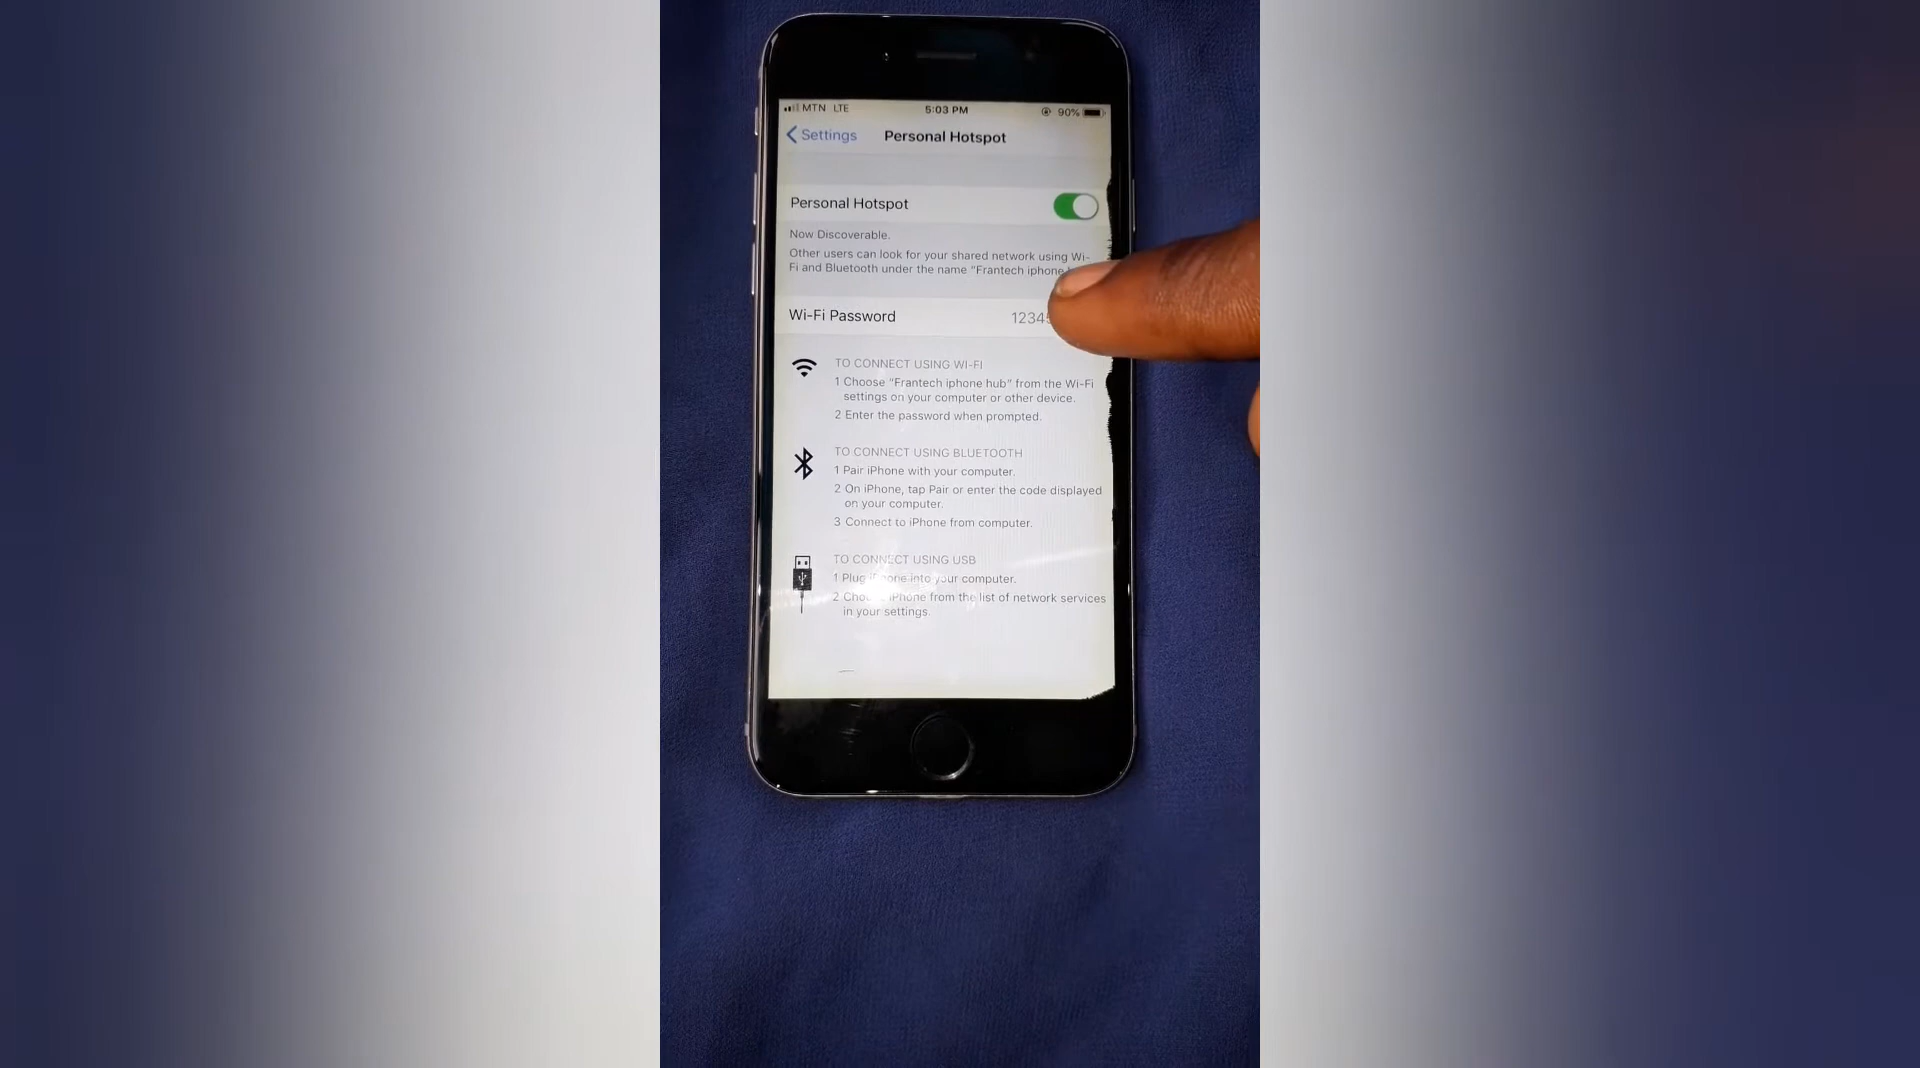 MTN LTE 5:03 PM 90%
Settings Personal Hotspot
Personal Hotspot
Now Discoverable.
Other users can look for your shared network using Wi-
Fi and Bluetooth under the name “Frantech iphone
Wi-Fi Password 1234
TO CONNECT USING WI-FI
1 Choose “Frantech iphone hub” from the Wi-Fi
settings on your computer or other device.
2 Enter the password when prompted.
TO CONNECT USING BLUETOOTH
1 Pair iPhone with your computer.
2 On iPhone, tap Pair or enter the code displayed
on your computer.
3 Connect to iPhone from computer.
TO CONNECT USING USB
1 Plug iPhone into your computer.
2 Choose iPhone from the list of network services
in your settings.